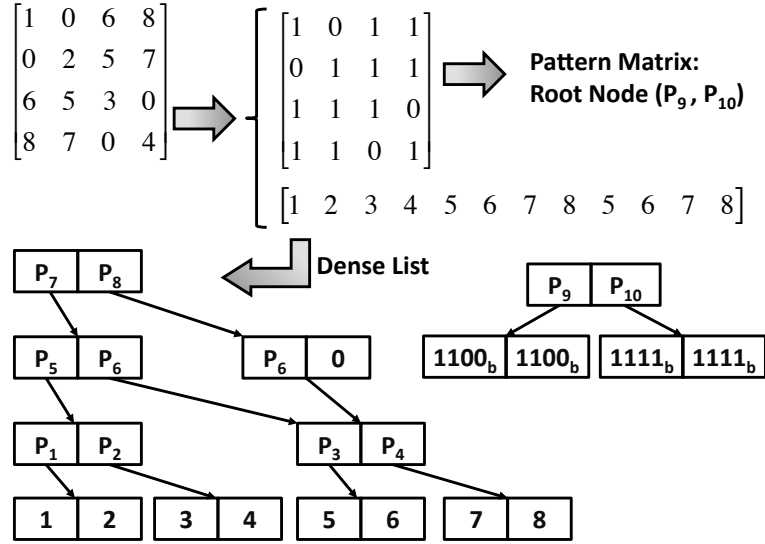 1 0 6 8
0 2 5 7
6 5 3 0
8 7 0 4
1 0 1 1
0 1 1 1
1 1 1 0
1 1 0 1
Pattern Matrix:
Root Node (P₉ , P₁₀)
[1 2 3 4 5 6 7 8 5 6 7 8]
Dense List
P₇ P₈
P₉ P₁₀
P₅ P₆
P₆ 0
1100b 1100b
1111b 1111b
P₁ P₂
P₃ P₄
1 2
3 4
5 6
7 8